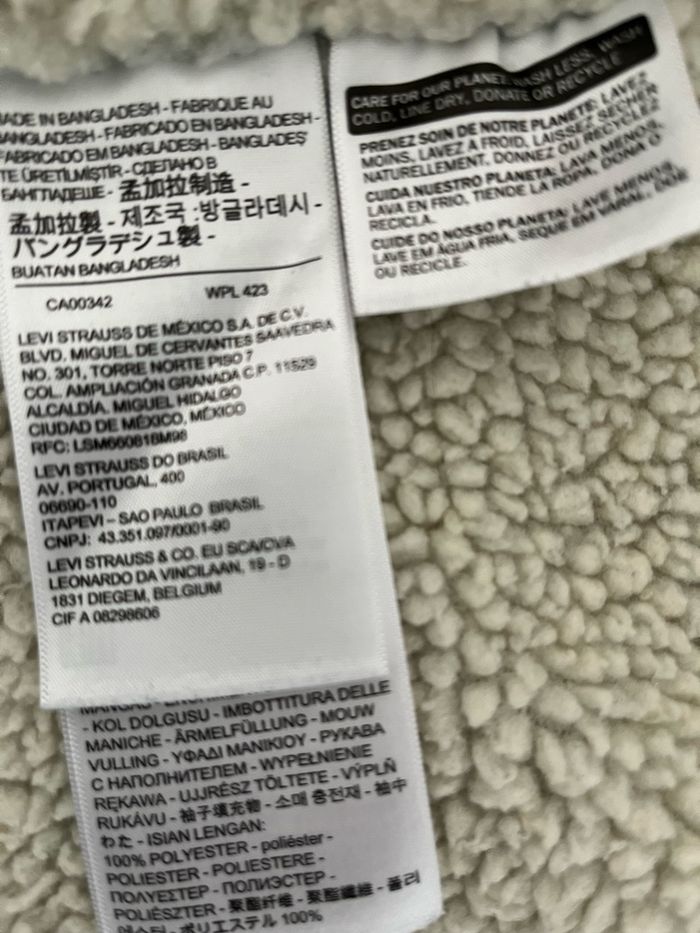 MADE IN BANGLADESH - FABRIQUE AU
BANGLADESH - FABRICADO EN BANGLADESH -
FABRICADO EM BANGLADESH - BANGLADEŞ'
TE ÜRETİLMİŞTİR - СДЕЛАНО В
БАНГЛАДЕШЕ - 孟加拉制造 -
孟加拉製 - 제조국 :방글라데시 -
バングラデシュ製 -
BUATAN BANGLADESH
CA00342 WPL 423
LEVI STRAUSS DE MÉXICO S.A. DE C.V.
BLVD. MIGUEL DE CERVANTES SAAVEDRA
NO. 301, TORRE NORTE PISO 7
COL. AMPLIACIÓN GRANADA C.P. 11529
ALCALDÍA. MIGUEL HIDALGO
CIUDAD DE MÉXICO, MÉXICO
RFC: LSM660818M98
LEVI STRAUSS DO BRASIL
AV. PORTUGAL, 400
06690-110
ITAPEVI – SAO PAULO BRASIL
CNPJ: 43.351.097/0001-90
LEVI STRAUSS & CO. EU SCA/CVA
LEONARDO DA VINCILAAN, 19 - D
1831 DIEGEM, BELGIUM
CIF A 08298606
- KOL DOLGUSU - IMBOTTITURA DELLE
MANICHE - ÄRMELFÜLLUNG - MOUW
VULLING - ΥΦΑΔΙ ΜΑΝΙΚΙΟΥ - РУКАВА
С НАПОЛНИТЕЛЕМ - WYPEŁNIENIE
RĘKAWA - UJJRÉSZ TÖLTETE - VÝPLŇ
RUKÁVU - 袖子填充物 - 소매 충전재 - 袖中
わた - ISIAN LENGAN:
100% POLYESTER - poliéster -
POLIESTER - POLIESTERE -
ΠΟΛΥΕΣΤΕΡ - ПОЛИЭСТЕР -
POLIÉSZTER - 聚酯纤维 - 聚酯纖維 - 폴리
에스터 - ポリエステル 100%
CARE FOR OUR PLANET: WASH LESS, WASH
COLD, LINE DRY, DONATE OR RECYCLE
PRENEZ SOIN DE NOTRE PLANETE: LAVEZ
MOINS, LAVEZ A FROID, LAISSEZ SÉCHER
NATURELLEMENT, DONNEZ OU RECYCLEZ
CUIDA NUESTRO PLANETA: LAVA MENOS,
LAVA EN FRIO, TIENDE LA ROPA, DONA O
RECICLA.
CUIDE DO NOSSO PLANETA: LAVE MENOS,
LAVE EM ÁGUA FRIA, SEQUE EM VARAL, DOE
OU RECICLE.